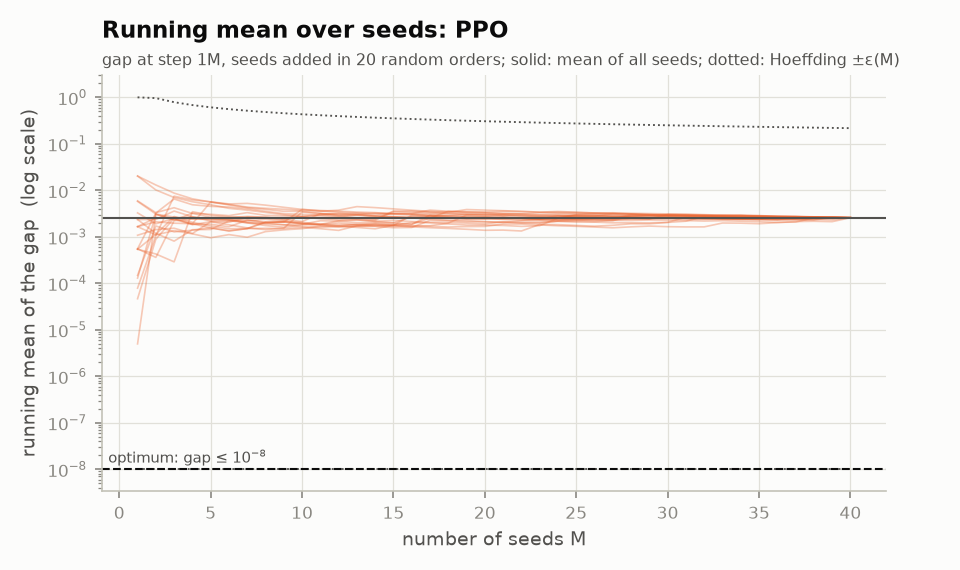 Running mean over seeds: PPO
gap at step 1M, seeds added in 20 random orders; solid: mean of all seeds; dotted: Hoeffding ±ε(M)
running mean of the gap (log scale)
10⁰
10⁻¹
10⁻²
10⁻³
10⁻⁴
10⁻⁵
10⁻⁶
10⁻⁷
10⁻⁸
optimum: gap ≤ 10⁻⁸
0 5 10 15 20 25 30 35 40
number of seeds M